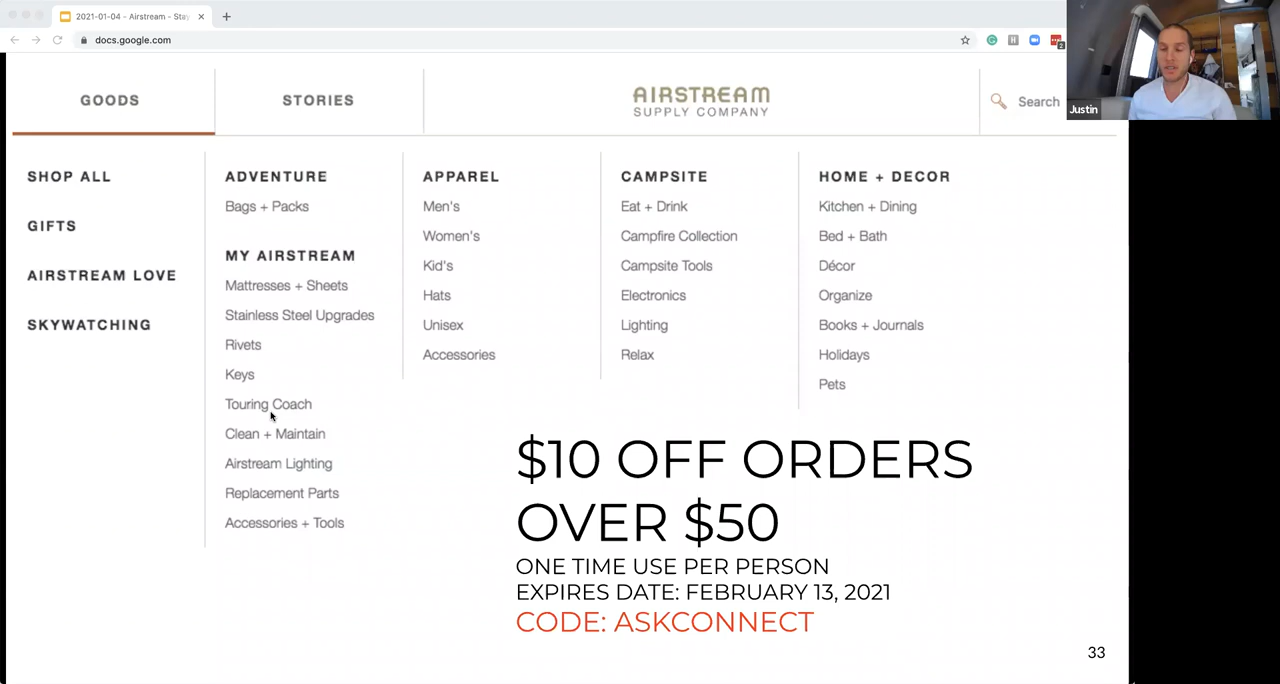 2021-01-04 - Airstream - Stay
docs.google.com
Justin
GOODS
STORIES
AIRSTREAM
SUPPLY COMPANY
Search
SHOP ALL
GIFTS
AIRSTREAM LOVE
SKYWATCHING
ADVENTURE
Bags + Packs
MY AIRSTREAM
Mattresses + Sheets
Stainless Steel Upgrades
Rivets
Keys
Touring Coach
Clean + Maintain
Airstream Lighting
Replacement Parts
Accessories + Tools
APPAREL
Men's
Women's
Kid's
Hats
Unisex
Accessories
CAMPSITE
Eat + Drink
Campfire Collection
Campsite Tools
Electronics
Lighting
Relax
HOME + DECOR
Kitchen + Dining
Bed + Bath
Décor
Organize
Books + Journals
Holidays
Pets
$10 OFF ORDERS
OVER $50
ONE TIME USE PER PERSON
EXPIRES DATE: FEBRUARY 13, 2021
CODE: ASKCONNECT
33